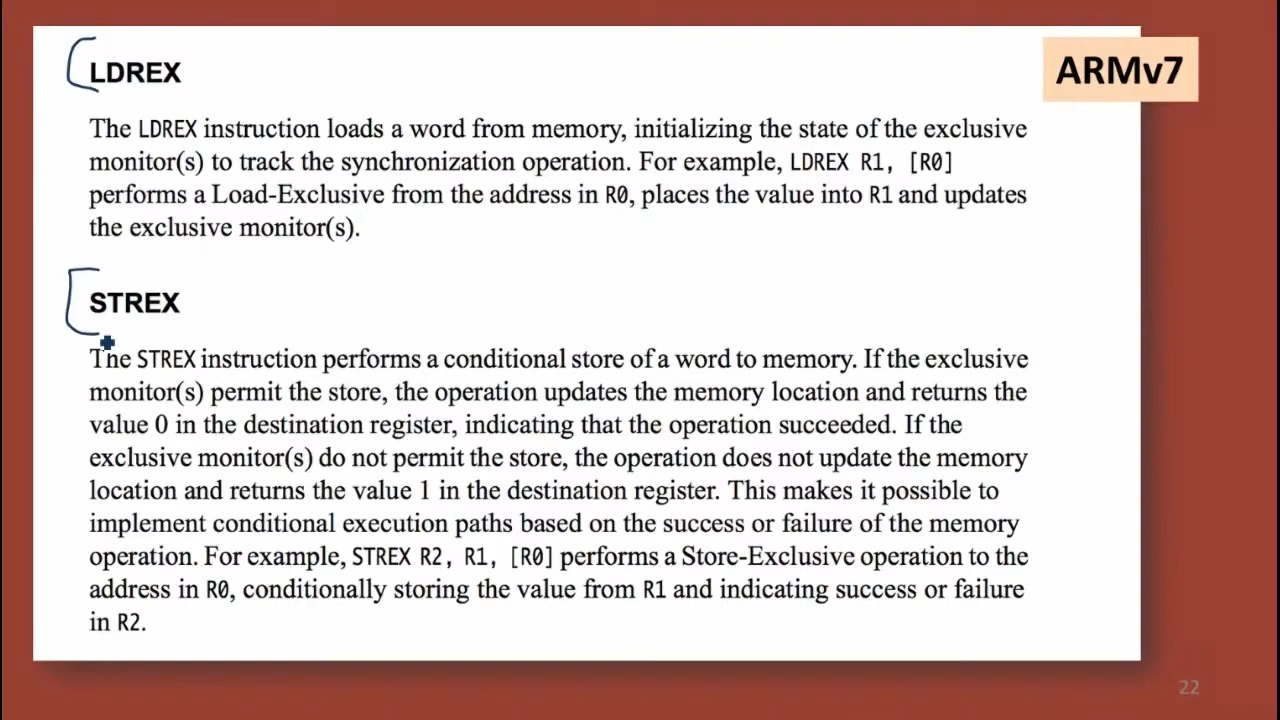 LDREX
ARMv7
The LDREX instruction loads a word from memory, initializing the state of the exclusive
monitor(s) to track the synchronization operation. For example, LDREX R1, [R0]
performs a Load-Exclusive from the address in R0, places the value into R1 and updates
the exclusive monitor(s).
STREX
The STREX instruction performs a conditional store of a word to memory. If the exclusive
monitor(s) permit the store, the operation updates the memory location and returns the
value 0 in the destination register, indicating that the operation succeeded. If the
exclusive monitor(s) do not permit the store, the operation does not update the memory
location and returns the value 1 in the destination register. This makes it possible to
implement conditional execution paths based on the success or failure of the memory
operation. For example, STREX R2, R1, [R0] performs a Store-Exclusive operation to the
address in R0, conditionally storing the value from R1 and indicating success or failure
in R2.
22